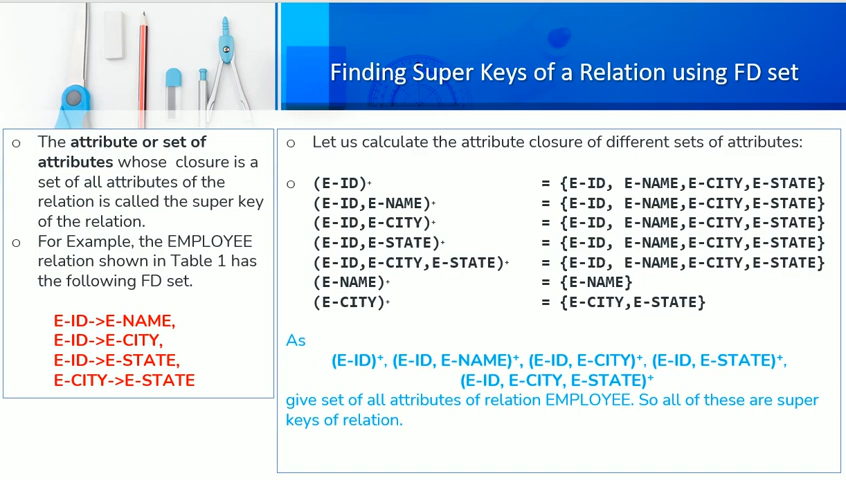 Finding Super Keys of a Relation using FD set
o The attribute or set of
attributes whose closure is a
set of all attributes of the
relation is called the super key
of the relation.
o For Example, the EMPLOYEE
relation shown in Table 1 has
the following FD set.
E-ID->E-NAME,
E-ID->E-CITY,
E-ID->E-STATE,
E-CITY->E-STATE
o Let us calculate the attribute closure of different sets of attributes:
o (E-ID)⁺ = {E-ID, E-NAME,E-CITY,E-STATE}
(E-ID,E-NAME)⁺ = {E-ID, E-NAME,E-CITY,E-STATE}
(E-ID,E-CITY)⁺ = {E-ID, E-NAME,E-CITY,E-STATE}
(E-ID,E-STATE)⁺ = {E-ID, E-NAME,E-CITY,E-STATE}
(E-ID,E-CITY,E-STATE)⁺ = {E-ID, E-NAME,E-CITY,E-STATE}
(E-NAME)⁺ = {E-NAME}
(E-CITY)⁺ = {E-CITY,E-STATE}
As
(E-ID)⁺, (E-ID, E-NAME)⁺, (E-ID, E-CITY)⁺, (E-ID, E-STATE)⁺,
(E-ID, E-CITY, E-STATE)⁺
give set of all attributes of relation EMPLOYEE. So all of these are super
keys of relation.